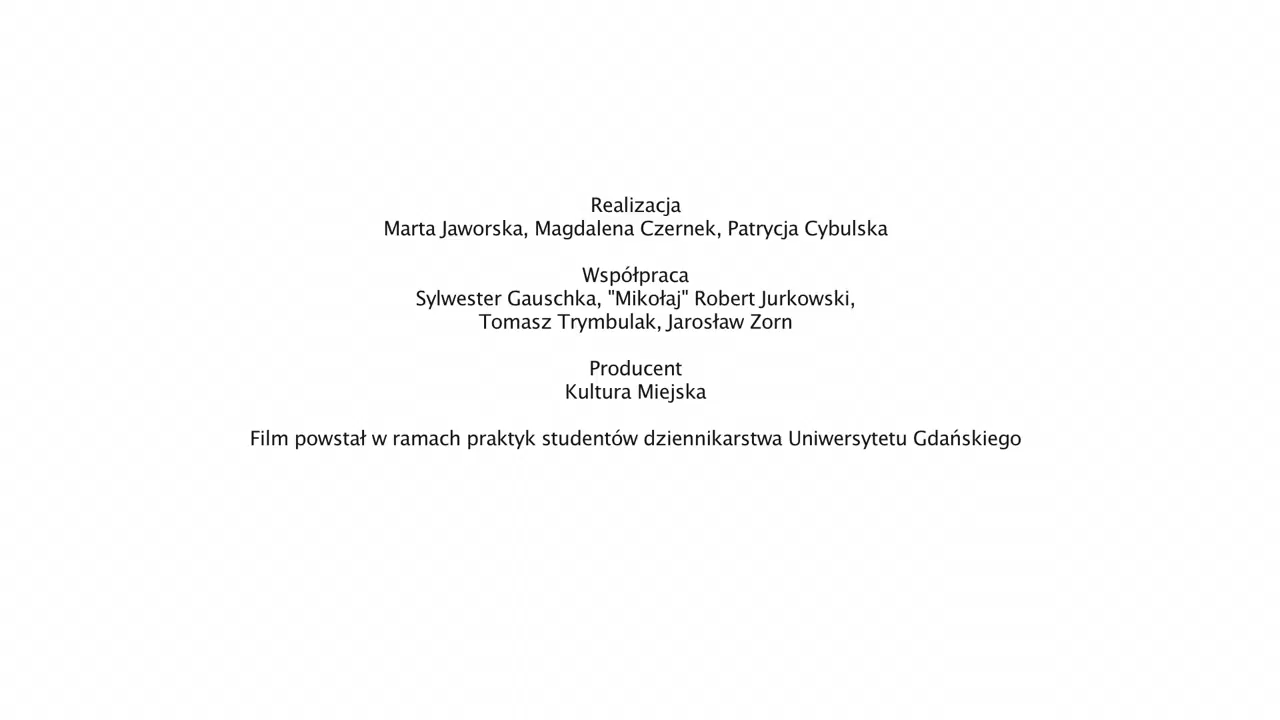 Realizacja
Marta Jaworska, Magdalena Czernek, Patrycja Cybulska
Współpraca
Sylwester Gauschka, "Mikołaj" Robert Jurkowski,
Tomasz Trymbulak, Jarosław Zorn
Producent
Kultura Miejska
Film powstał w ramach praktyk studentów dziennikarstwa Uniwersytetu Gdańskiego